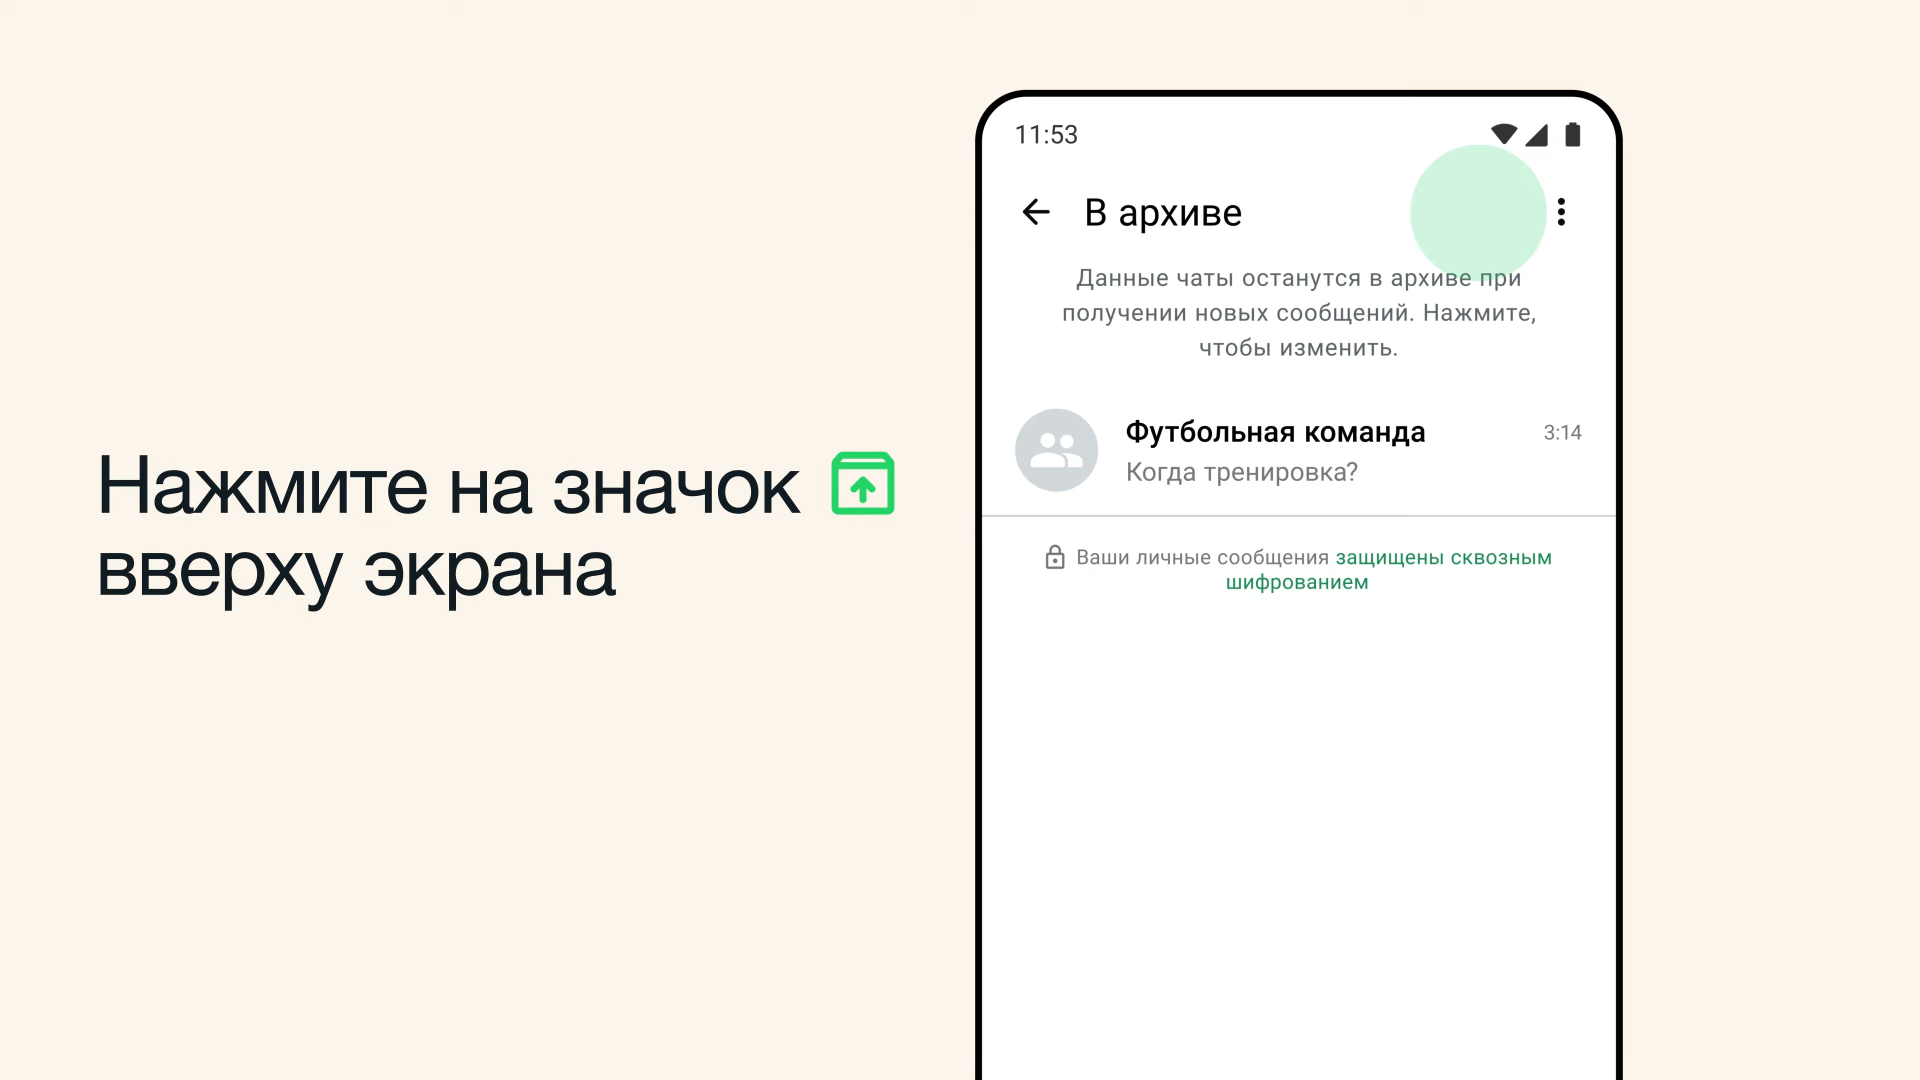 Нажмите на значок
вверху экрана
11:53
В архиве
Данные чаты останутся в архиве при
получении новых сообщений. Нажмите,
чтобы изменить.
Футбольная команда 3:14
Когда тренировка?
Ваши личные сообщения защищены сквозным
шифрованием